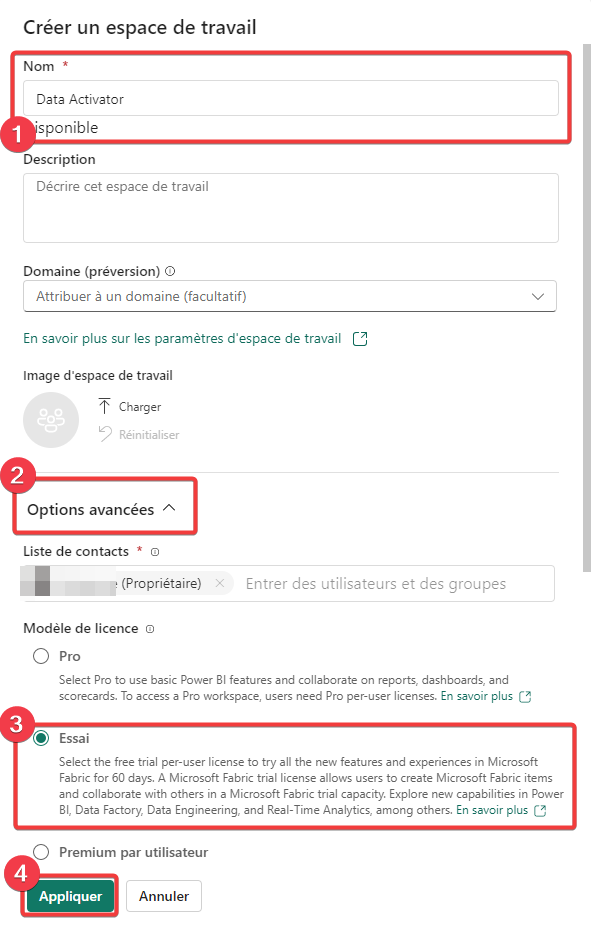 Créer un espace de travail
Nom *
Data Activator
1
isponible
Description
Décrire cet espace de travail
Domaine (préversion)
Attribuer à un domaine (facultatif)
En savoir plus sur les paramètres d'espace de travail
Image d'espace de travail
Charger
Réinitialiser
2
Options avancées
Liste de contacts *
(Propriétaire)
Entrer des utilisateurs et des groupes
Modèle de licence
Pro
Select Pro to use basic Power BI features and collaborate on reports, dashboards, and
scorecards. To access a Pro workspace, users need Pro per-user licenses. En savoir plus
3
Essai
Select the free trial per-user license to try all the new features and experiences in Microsoft
Fabric for 60 days. A Microsoft Fabric trial license allows users to create Microsoft Fabric items
and collaborate with others in a Microsoft Fabric trial capacity. Explore new capabilities in Power
BI, Data Factory, Data Engineering, and Real-Time Analytics, among others. En savoir plus
Premium par utilisateur
4
Appliquer
Annuler